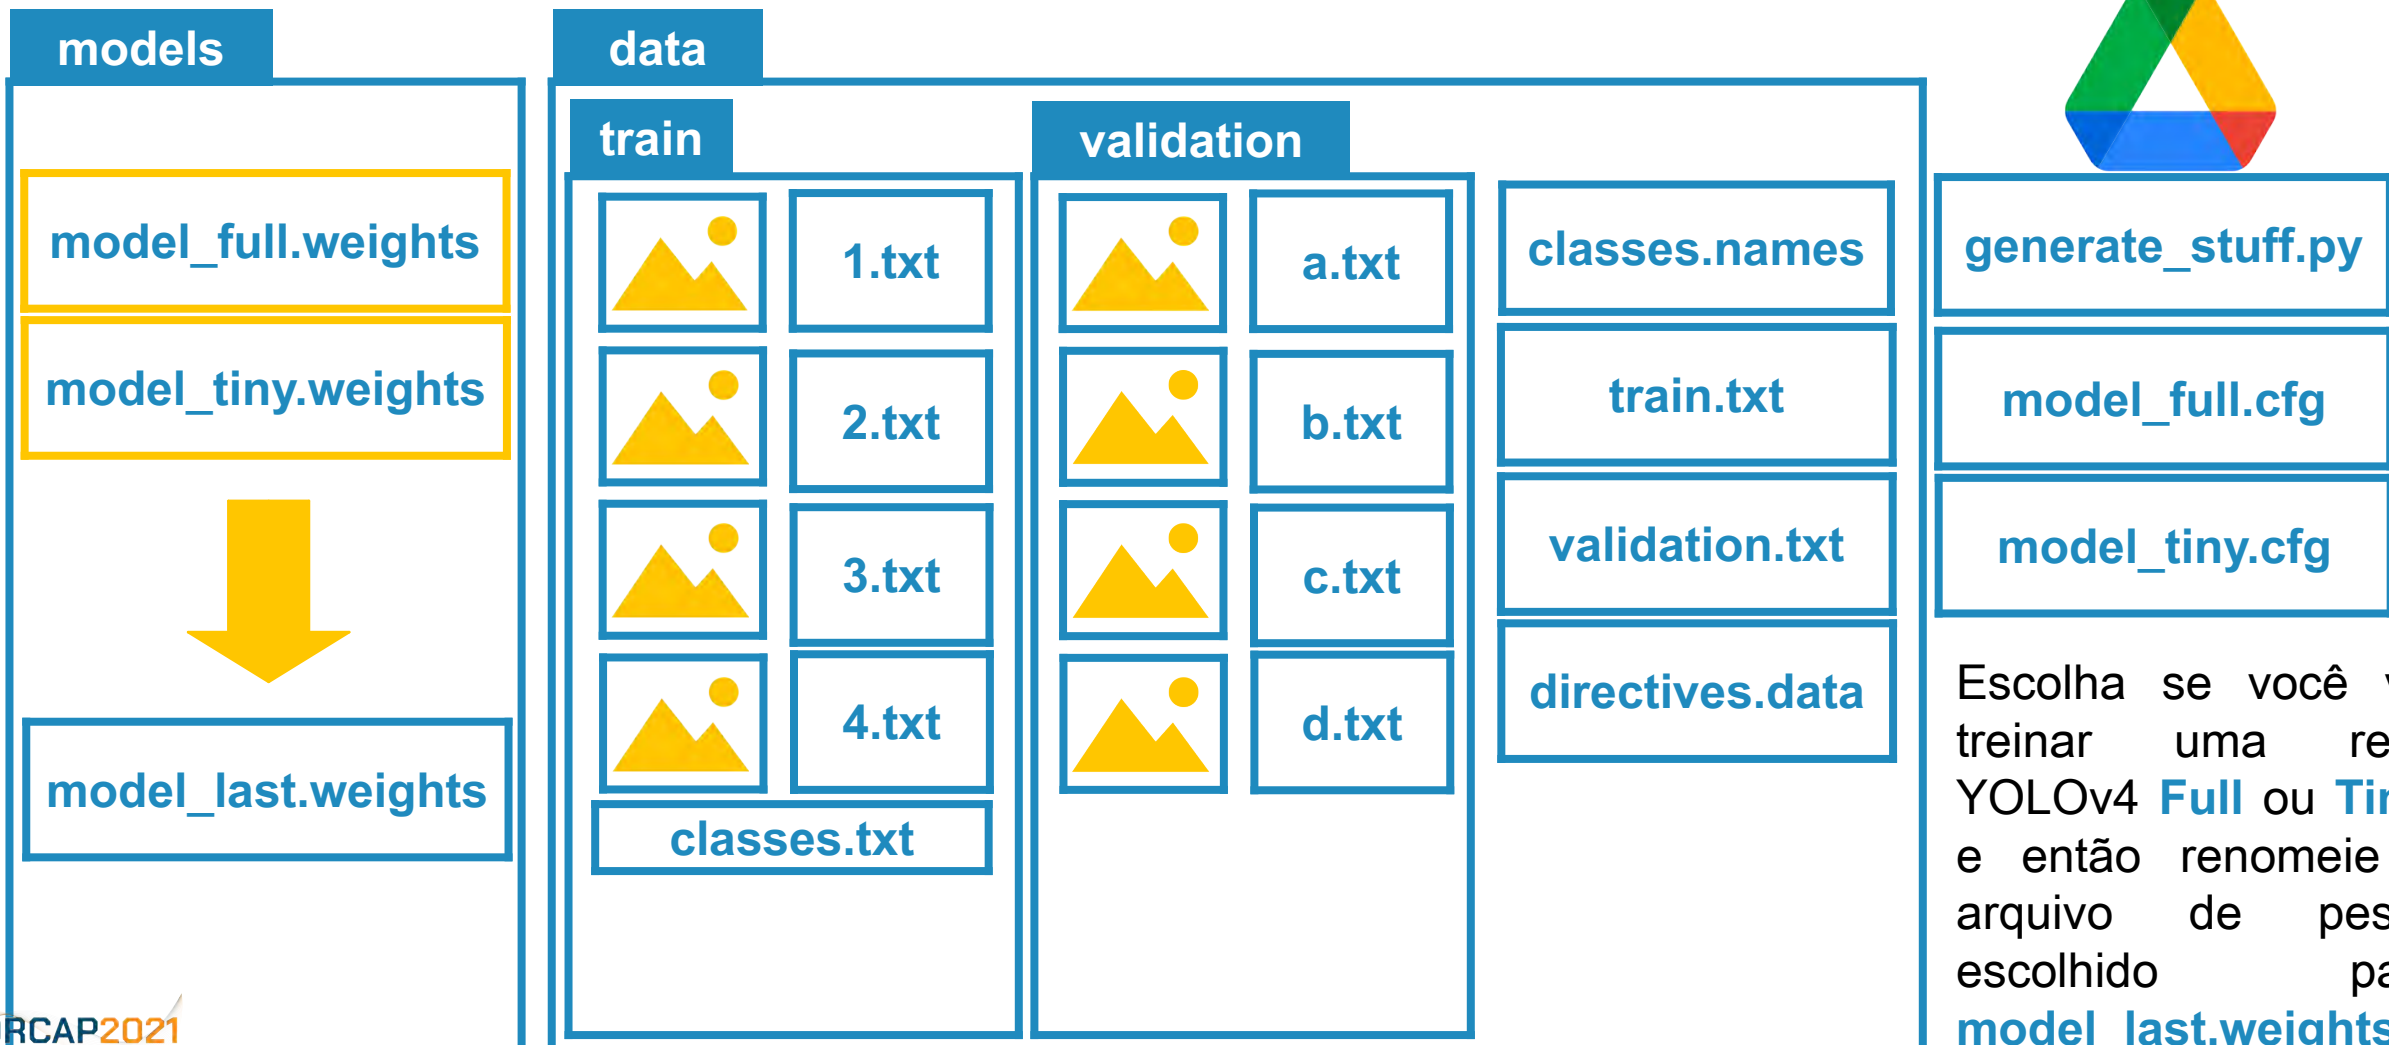 models
model_full.weights
model_tiny.weights
model_last.weights
data
train
1.txt
2.txt
3.txt
4.txt
classes.txt
validation
a.txt
b.txt
c.txt
d.txt
classes.names
train.txt
validation.txt
directives.data
generate_stuff.py
model_full.cfg
model_tiny.cfg
Escolha se você
treinar uma
YOLOv4 Full ou
e então renomeie
arquivo de
escolhido
model_last.weights
RCAP2021